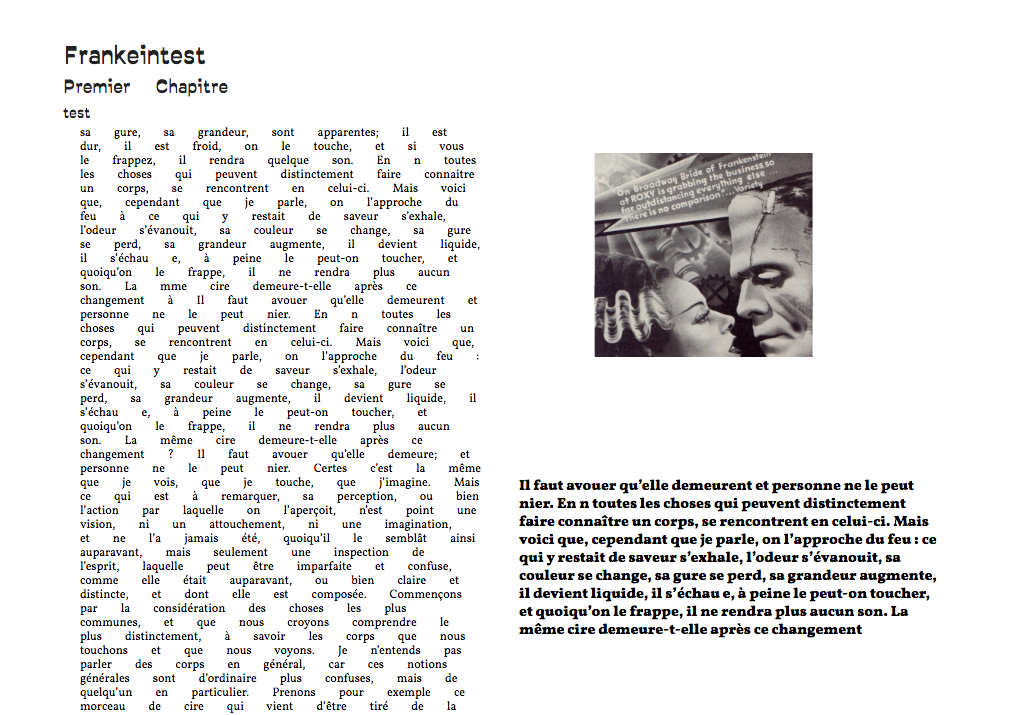 Frankeintest
Premier Chapitre
test
sa gure, sa grandeur, sont apparentes; il est
dur, il est froid, on le touche, et si vous
le frappez, il rendra quelque son. En n toutes
les choses qui peuvent distinctement faire connaitre
un corps, se rencontrent en celui-ci. Mais voici
que, cependant que je parle, on l'approche du
feu à ce qui y restait de saveur s'exhale,
l'odeur s'évanouit, sa couleur se change, sa gure
se perd, sa grandeur augmente, il devient liquide,
il s'échau e, à peine le peut-on toucher, et
quoiqu'on le frappe, il ne rendra plus aucun
son. La mme cire demeure-t-elle après ce
changement à Il faut avouer qu'elle demeurent et
personne ne le peut nier. En n toutes les
choses qui peuvent distinctement faire connaître un
corps, se rencontrent en celui-ci. Mais voici que,
cependant que je parle, on l'approche du feu :
ce qui y restait de saveur s'exhale, l'odeur
s'évanouit, sa couleur se change, sa gure se
perd, sa grandeur augmente, il devient liquide, il
s'échau e, à peine le peut-on toucher, et
quoiqu'on le frappe, il ne rendra plus aucun
son. La même cire demeure-t-elle après ce
changement ? Il faut avouer qu'elle demeure; et
personne ne le peut nier. Certes c'est la même
que je vois, que je touche, que j'imagine. Mais
ce qui est à remarquer, sa perception, ou bien
l'action par laquelle on l'aperçoit, n'est point une
vision, ni un attouchement, ni une imagination,
et ne l'a jamais été, quoiqu'il le semblât ainsi
auparavant, mais seulement une inspection de
l'esprit, laquelle peut être imparfaite et confuse,
comme elle était auparavant, ou bien claire et
distincte, et dont elle est composée. Commençons
par la considération des choses les plus
communes, et que nous croyons comprendre le
plus distinctement, à savoir les corps que nous
touchons et que nous voyons. Je n'entends pas
parler des corps en général, car ces notions
générales sont d'ordinaire plus confuses, mais de
quelqu'un en particulier. Prenons pour exemple ce
morceau de cire qui vient d'être tiré de la
On Broadway Bride of Frankenstein
at ROXY is grabbing the business so
far outdistancing everything else ...
there is no comparison.... Variety
Il faut avouer qu'elle demeurent et personne ne le peut
nier. En n toutes les choses qui peuvent distinctement
faire connaître un corps, se rencontrent en celui-ci. Mais
voici que, cependant que je parle, on l'approche du feu : ce
qui y restait de saveur s'exhale, l'odeur s'évanouit, sa
couleur se change, sa gure se perd, sa grandeur augmente,
il devient liquide, il s'échau e, à peine le peut-on toucher,
et quoiqu'on le frappe, il ne rendra plus aucun son. La
même cire demeure-t-elle après ce changement